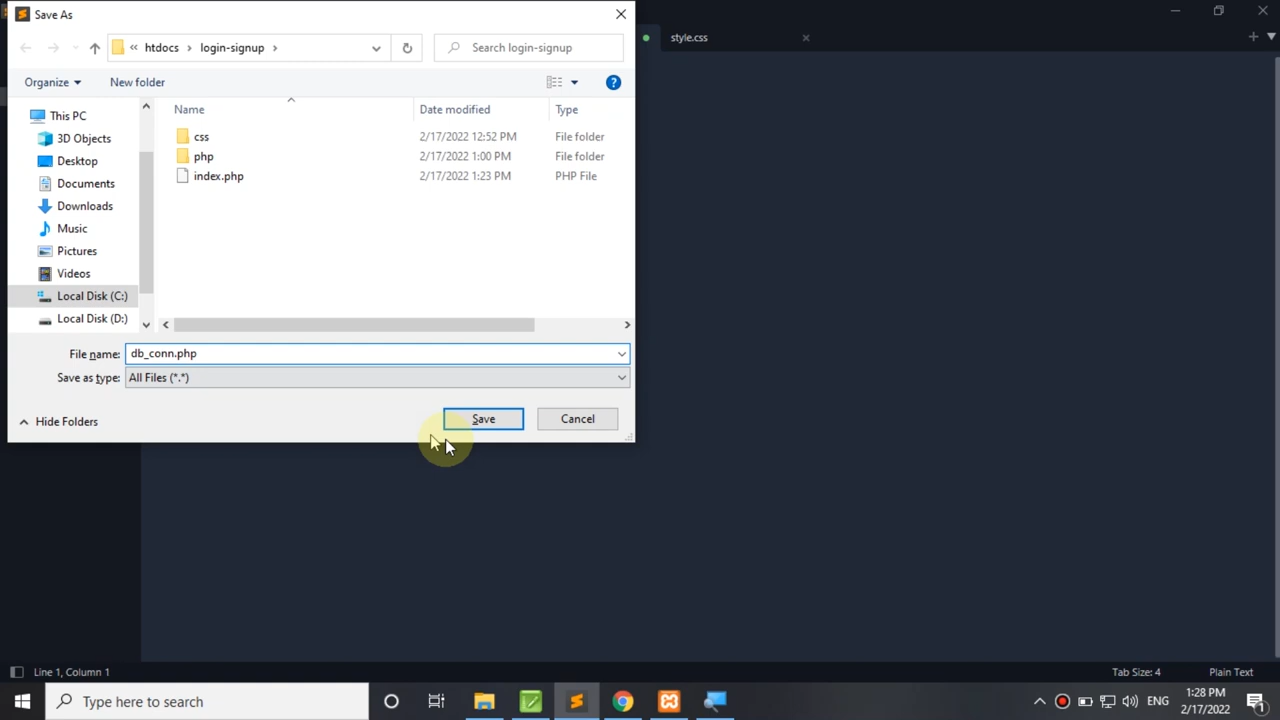 Save As
style.css
« htdocs › login-signup ›
Search login-signup
Organize
New folder
Name
Date modified
Type
This PC
3D Objects
Desktop
Documents
Downloads
Music
Pictures
Videos
Local Disk (C:)
Local Disk (D:)
css 2/17/2022 12:52 PM File folder
php 2/17/2022 1:00 PM File folder
index.php 2/17/2022 1:23 PM PHP File
File name: db_conn.php
Save as type: All Files (*.*)
Hide Folders
Save
Cancel
Line 1, Column 1
Tab Size: 4
Plain Text
Type here to search
ENG
1:28 PM
2/17/2022
1